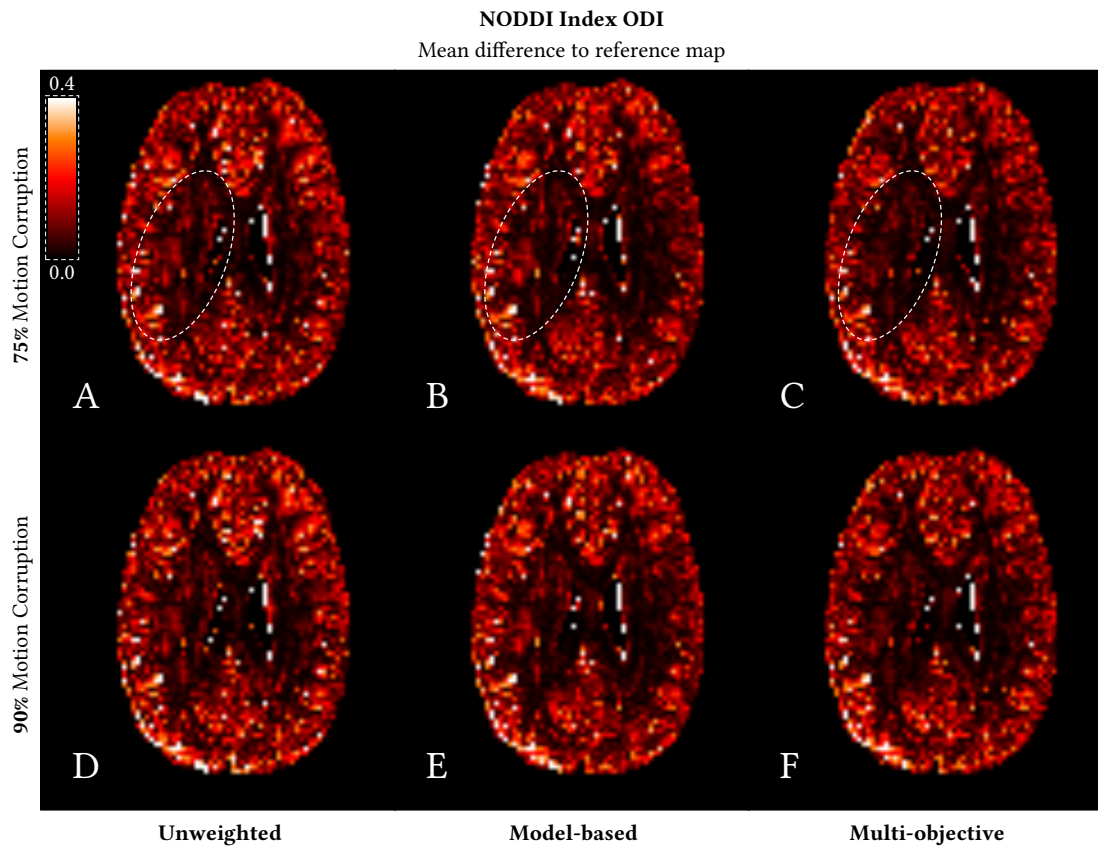 NODDI Index ODI
Mean difference to reference map
0.4
0.0
75% Motion Corruption
A
B
C
90% Motion Corruption
D
E
F
Unweighted
Model-based
Multi-objective